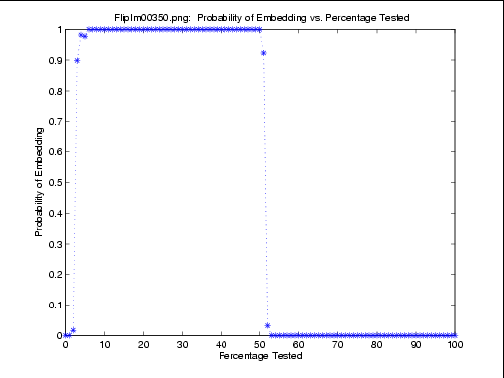 FlipIm00350.png: Probability of Embedding vs. Percentage Tested
1
0.9
0.8
0.7
0.6
0.5
0.4
0.3
0.2
0.1
0
Probability of Embedding
0 10 20 30 40 50 60 70 80 90 100
Percentage Tested